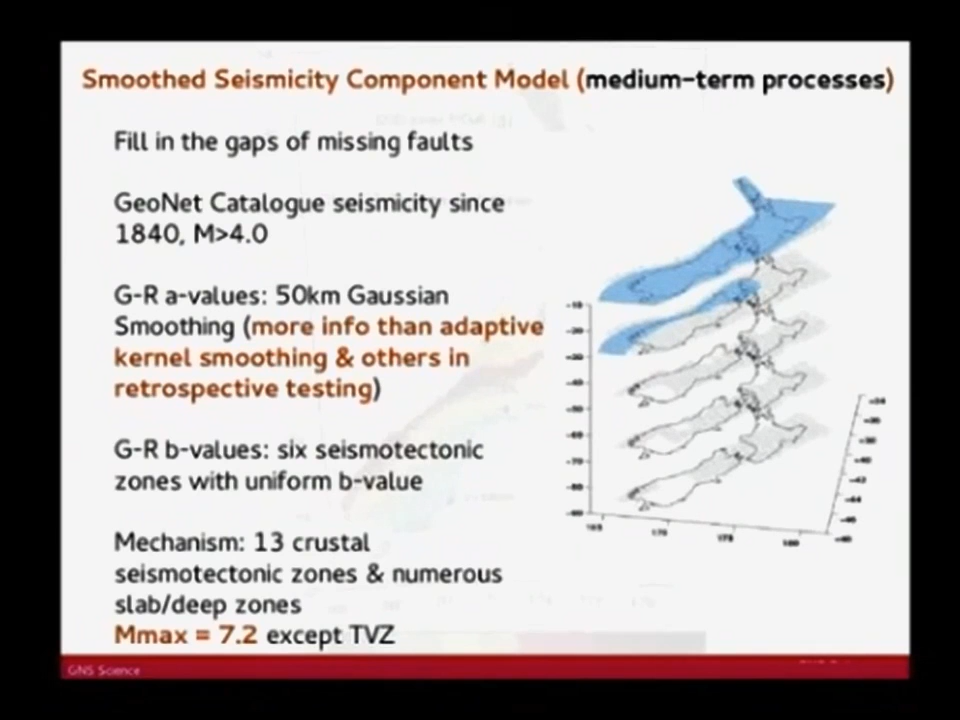 Smoothed Seismicity Component Model (medium-term processes)
Fill in the gaps of missing faults
GeoNet Catalogue seismicity since
1840, M>4.0
G-R a-values: 50km Gaussian
Smoothing (more info than adaptive
kernel smoothing & others in
retrospective testing)
G-R b-values: six seismotectonic
zones with uniform b-value
Mechanism: 13 crustal
seismotectonic zones & numerous
slab/deep zones
Mmax = 7.2 except TVZ
GNS Science